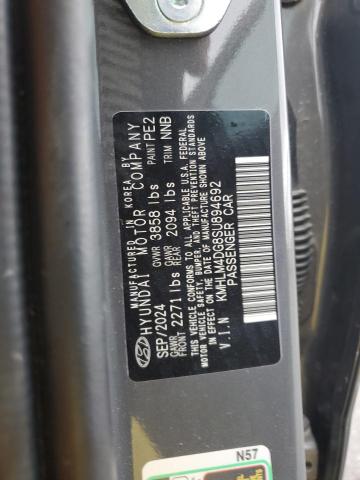 MANUFACTURED IN KOREA BY
HYUNDAI MOTOR COMPANY
SEP/2024 GVWR 3858 lbs PAINT PE2
GAWR FRONT 2271 lbs GAWR REAR 2094 lbs TRIM NNB
THIS VEHICLE CONFORMS TO ALL APPLICABLE U.S.A. FEDERAL
MOTOR VEHICLE SAFETY, BUMPER, AND THEFT PREVENTION STANDARDS
IN EFFECT ON THE DATE OF MANUFACTURE SHOWN ABOVE.
V.I.N KMHLM4DG8SU894692
PASSENGER CAR
N57